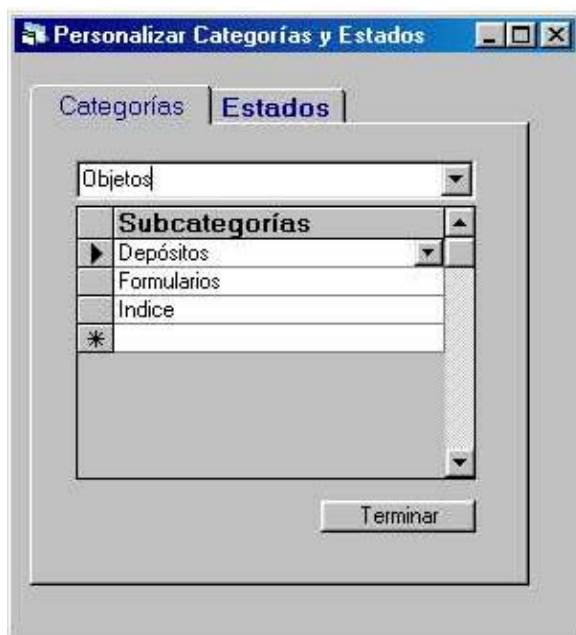 Personalizar Categorías y Estados
Categorías Estados
Objetos
Subcategorías
Depósitos
Formularios
Indice
Terminar